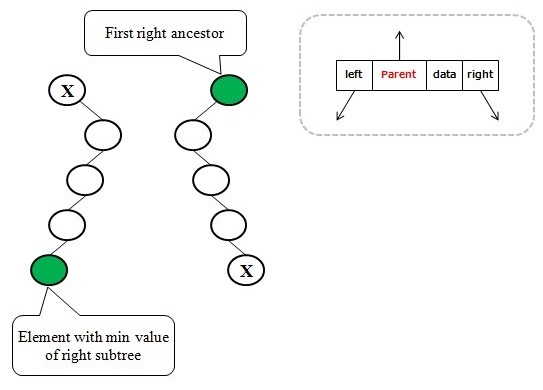 First right ancestor
left Parent data right
X
X
Element with min value
of right subtree